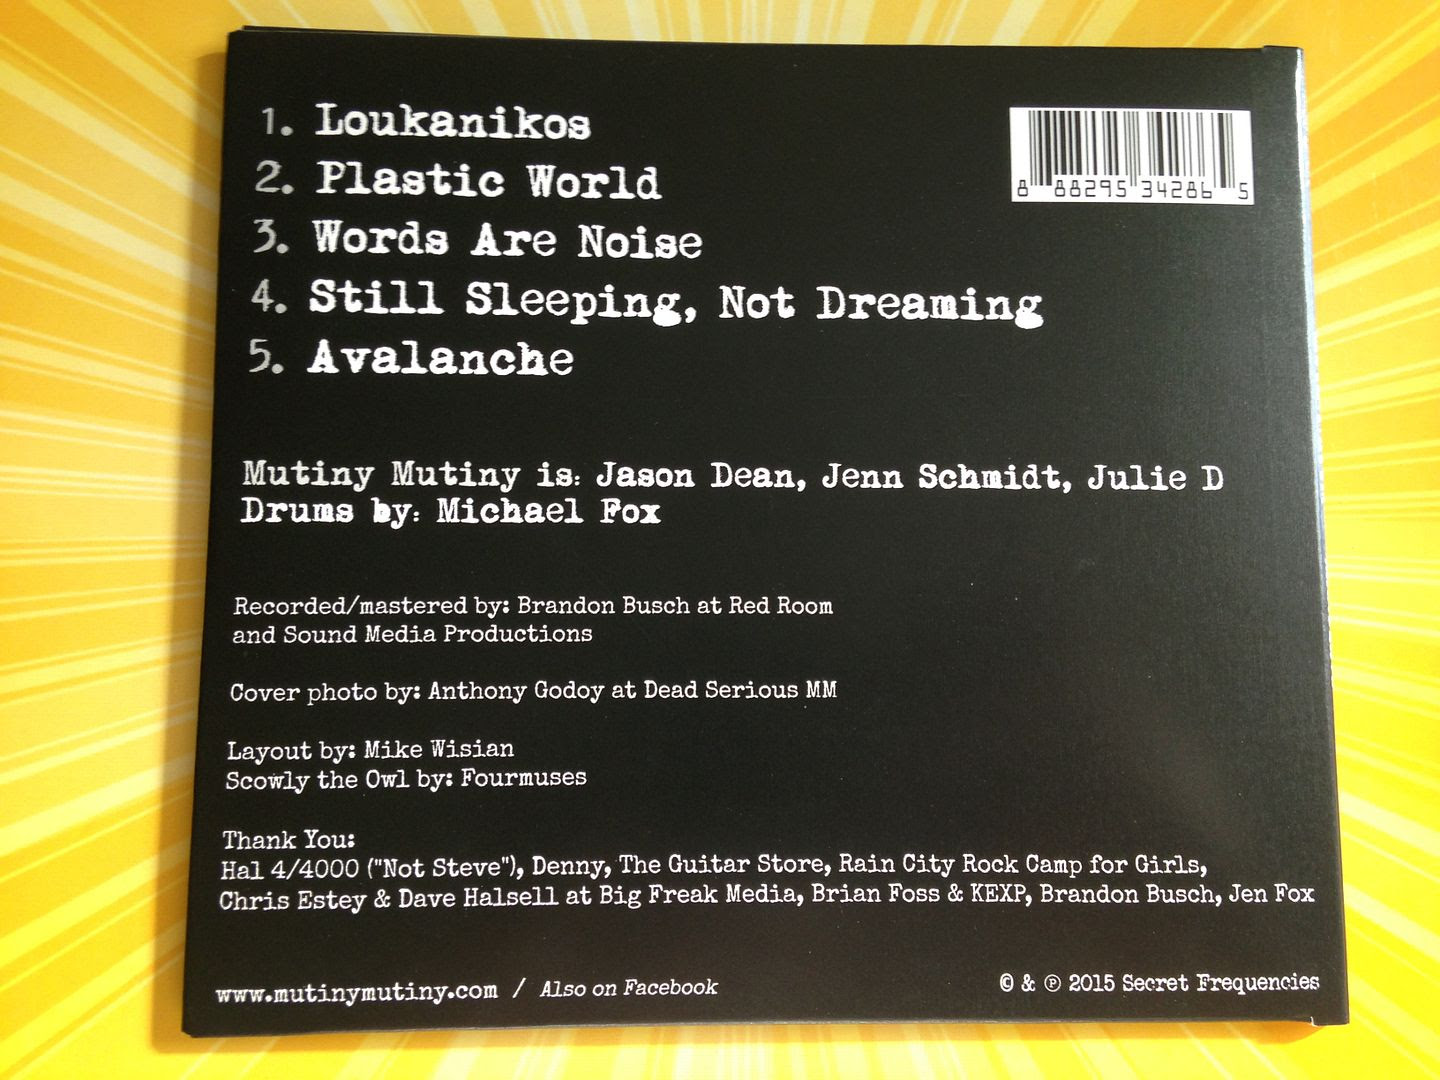 1. Loukanikos
2. Plastic World
3. Words Are Noise
4. Still Sleeping, Not Dreaming
5. Avalanche
8 88295 34286 5
Mutiny Mutiny is: Jason Dean, Jenn Schmidt, Julie D
Drums by: Michael Fox
Recorded/mastered by: Brandon Busch at Red Room
and Sound Media Productions
Cover photo by: Anthony Godoy at Dead Serious MM
Layout by: Mike Wisian
Scowly the Owl by: Fourmuses
Thank You:
Hal 4/4000 ("Not Steve"), Denny, The Guitar Store, Rain City Rock Camp for Girls,
Chris Estey & Dave Halsell at Big Freak Media, Brian Foss & KEXP, Brandon Busch, Jen Fox
www.mutinymutiny.com / Also on Facebook
© & ℗ 2015 Secret Frequencies